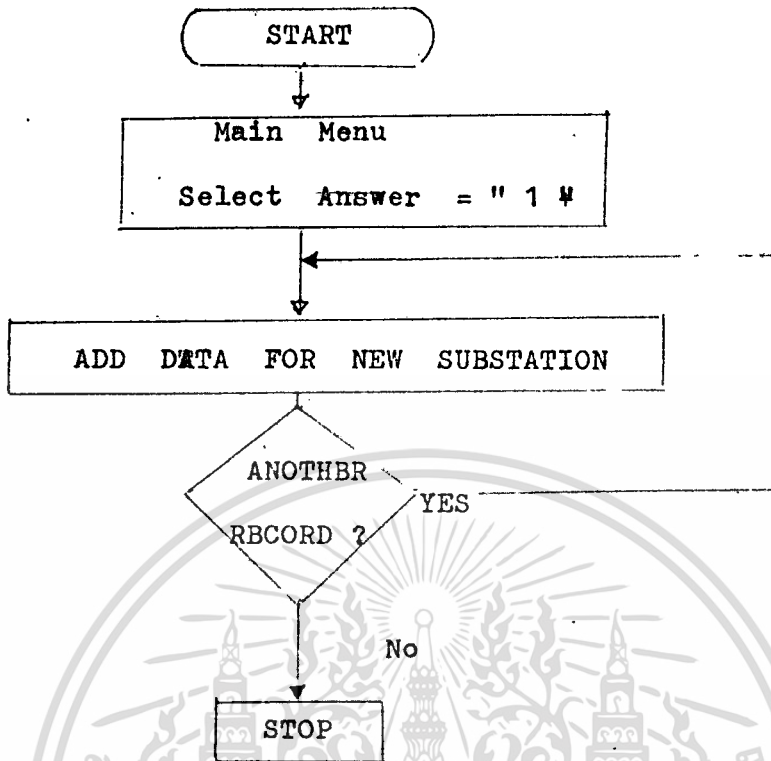 START
Main Menu
Select Answer = " 1 ¥
ADD DATA FOR NEW SUBSTATION
ANOTHBR
RBCORD ?
YES
No
STOP